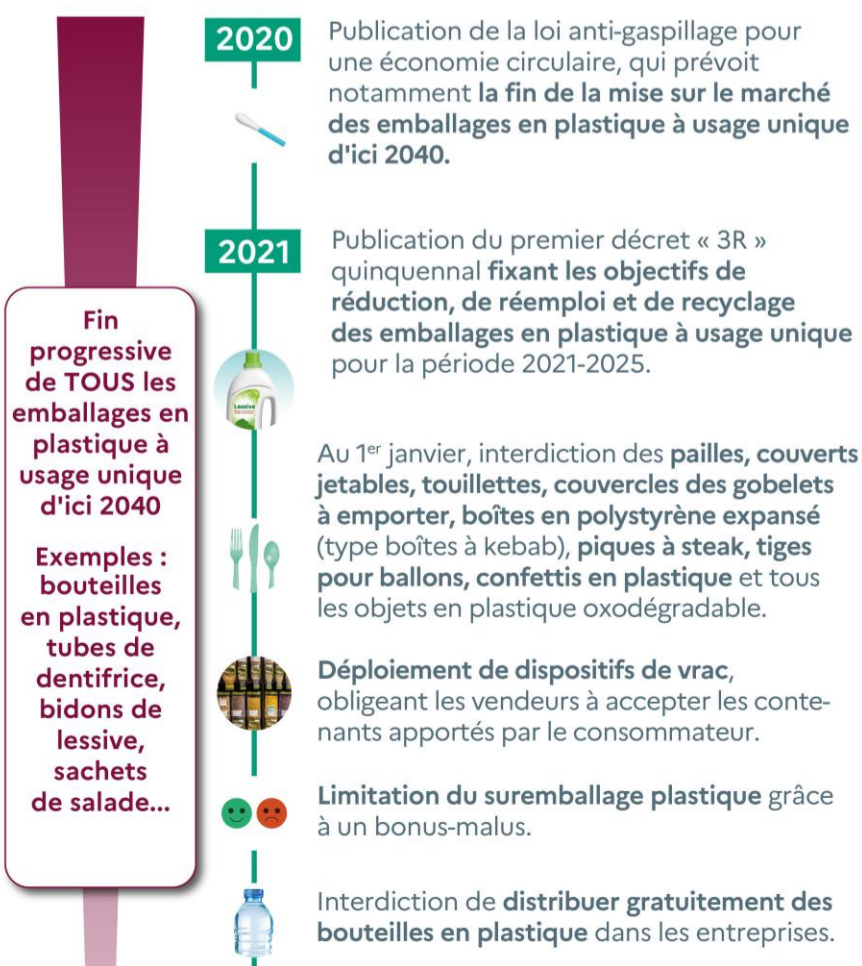 2020
Publication de la loi anti-gaspillage pour
une économie circulaire, qui prévoit
notamment la fin de la mise sur le marché
des emballages en plastique à usage unique
d'ici 2040.
2021
Publication du premier décret « 3R »
quinquennal fixant les objectifs de
réduction, de réemploi et de recyclage
des emballages en plastique à usage unique
pour la période 2021-2025.
Fin
progressive
de TOUS les
emballages en
plastique à
usage unique
d'ici 2040
Exemples :
bouteilles
en plastique,
tubes de
dentifrice,
bidons de
lessive,
sachets
de salade...
Lessive
Au 1er janvier, interdiction des pailles, couverts
jetables, touillettes, couvercles des gobelets
à emporter, boîtes en polystyrène expansé
(type boîtes à kebab), piques à steak, tiges
pour ballons, confettis en plastique et tous
les objets en plastique oxodégradable.
Déploiement de dispositifs de vrac,
obligeant les vendeurs à accepter les conte-
nants apportés par le consommateur.
Limitation du suremballage plastique grâce
à un bonus-malus.
Interdiction de distribuer gratuitement des
bouteilles en plastique dans les entreprises.